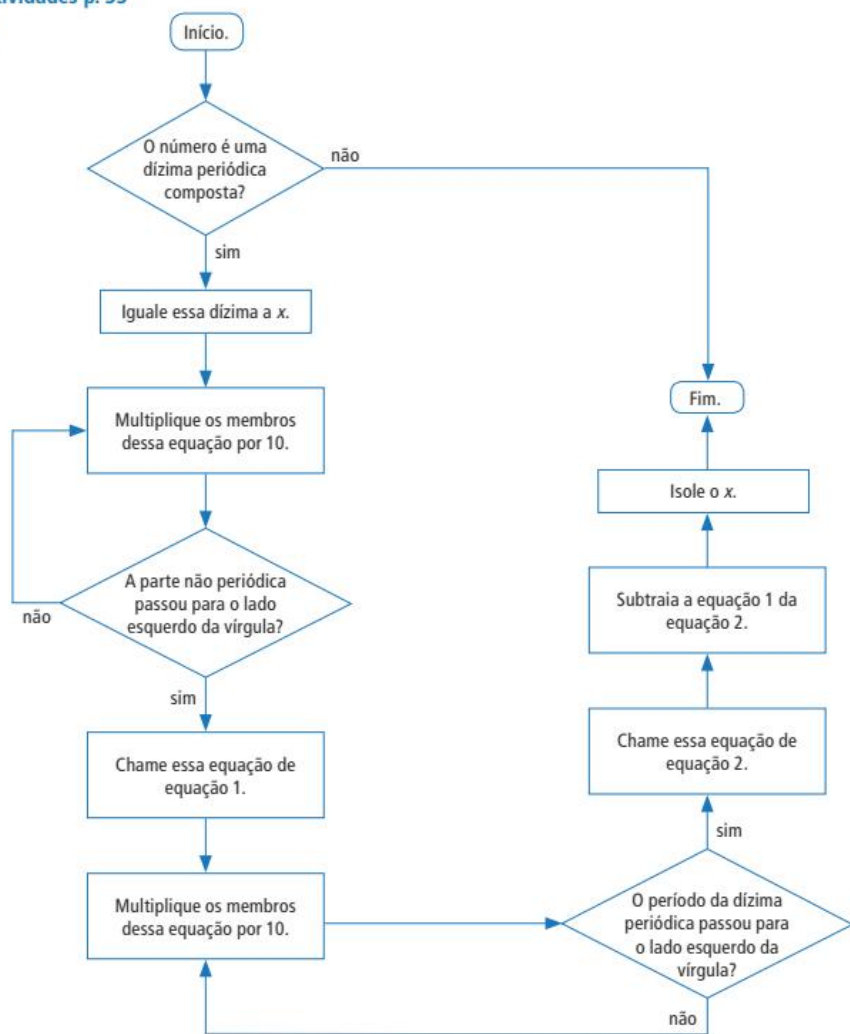 Início.
O número é uma
dízima periódica
composta?
não
sim
Iguale essa dízima a x.
Multiplique os membros
dessa equação por 10.
A parte não periódica
passou para o lado
esquerdo da vírgula?
não
sim
Chame essa equação de
equação 1.
Multiplique os membros
dessa equação por 10.
O período da dízima
periódica passou para
o lado esquerdo da
vírgula?
não
sim
Chame essa equação de
equação 2.
Subtraia a equação 1 da
equação 2.
Isole o x.
Fim.